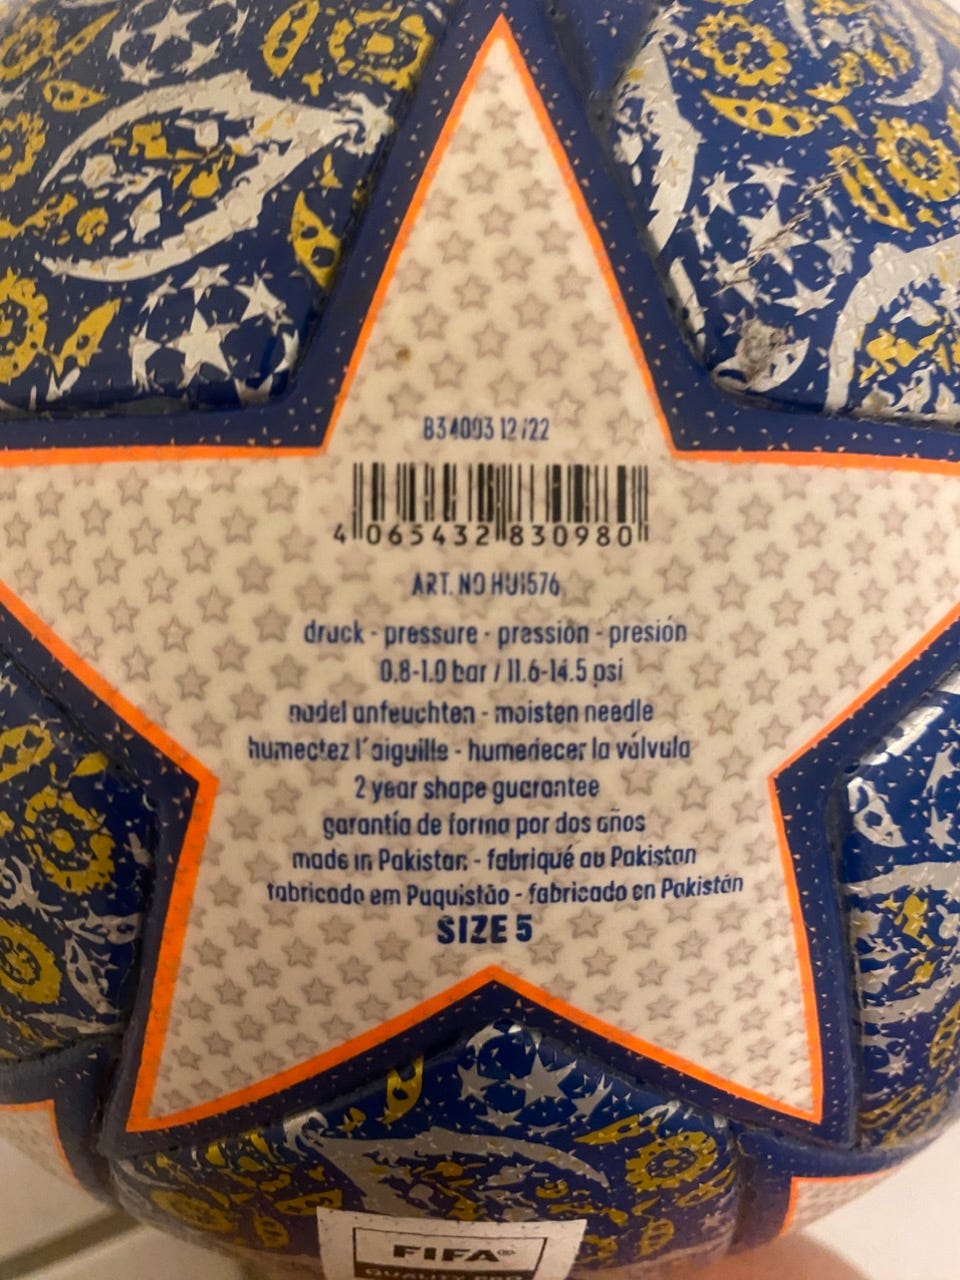 B34003 12/22
4 065432 830980
ART. NO HU1576
druck - pressure - pression - presión
0.8-1.0 bar / 11.6-14.5 psi
nadel anfeuchten - moisten needle
humectez l´aiguille - humedecer la válvula
2 year shape guarantee
garantía de forma por dos años
made in Pakistan - fabriqué au Pakistan
fabricado em Paquistão - fabricado en Pakistán
SIZE 5
FIFA®
QUALITY PRO